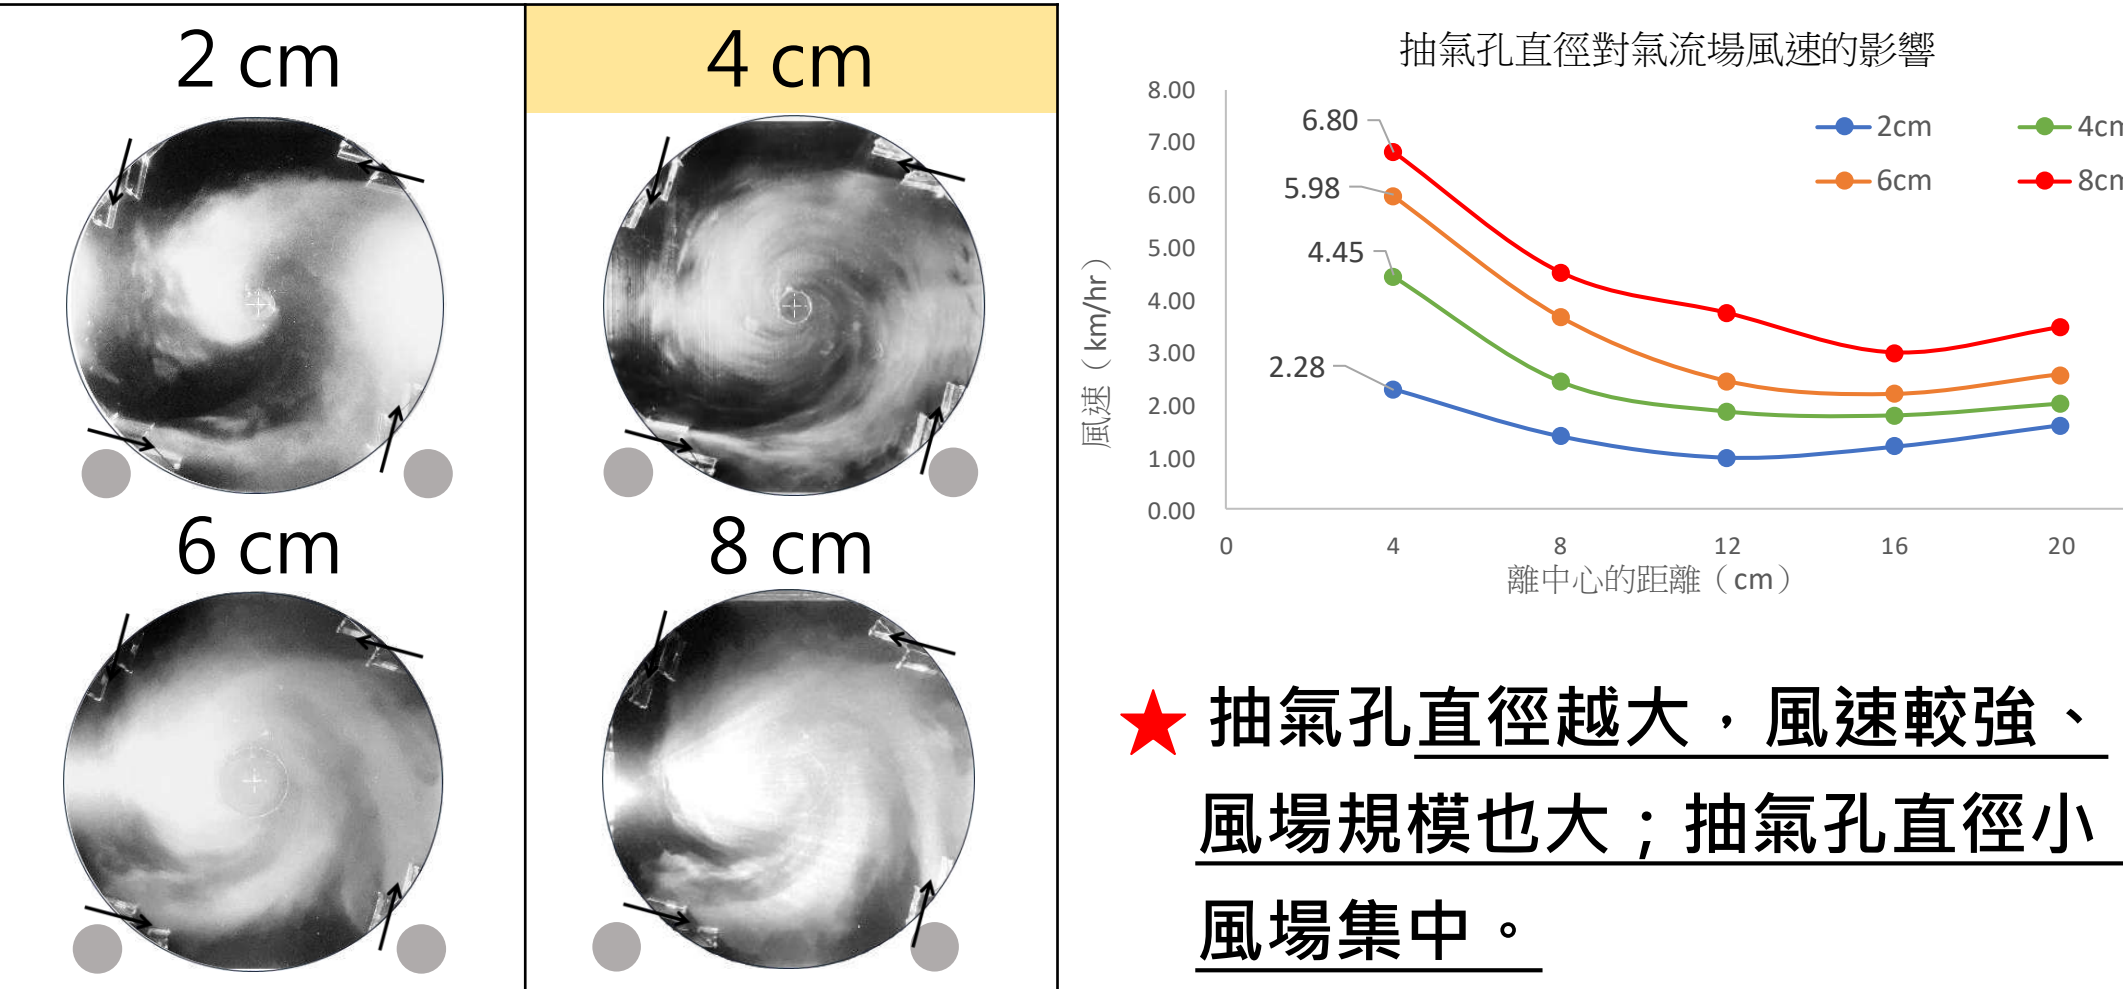 2 cm
4 cm
6 cm
8 cm
抽氣孔直徑對氣流場風速的影響
8.00
7.00
6.00
5.00
4.00
3.00
2.00
1.00
0.00
風速（km/hr）
6.80
5.98
4.45
2.28
2cm
4cm
6cm
8cm
0 4 8 12 16 20
離中心的距離（cm）
★ 抽氣孔直徑越大，風速較強、
風場規模也大；抽氣孔直徑小
風場集中。